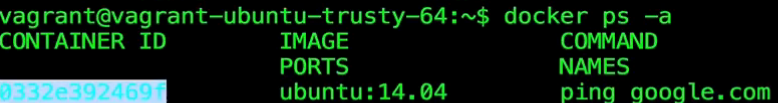 vagrant@vagrant-ubuntu-trusty-64:~$ docker ps -a
CONTAINER ID IMAGE COMMAND
PORTS NAMES
0332e392469f ubuntu:14.04 ping google.com